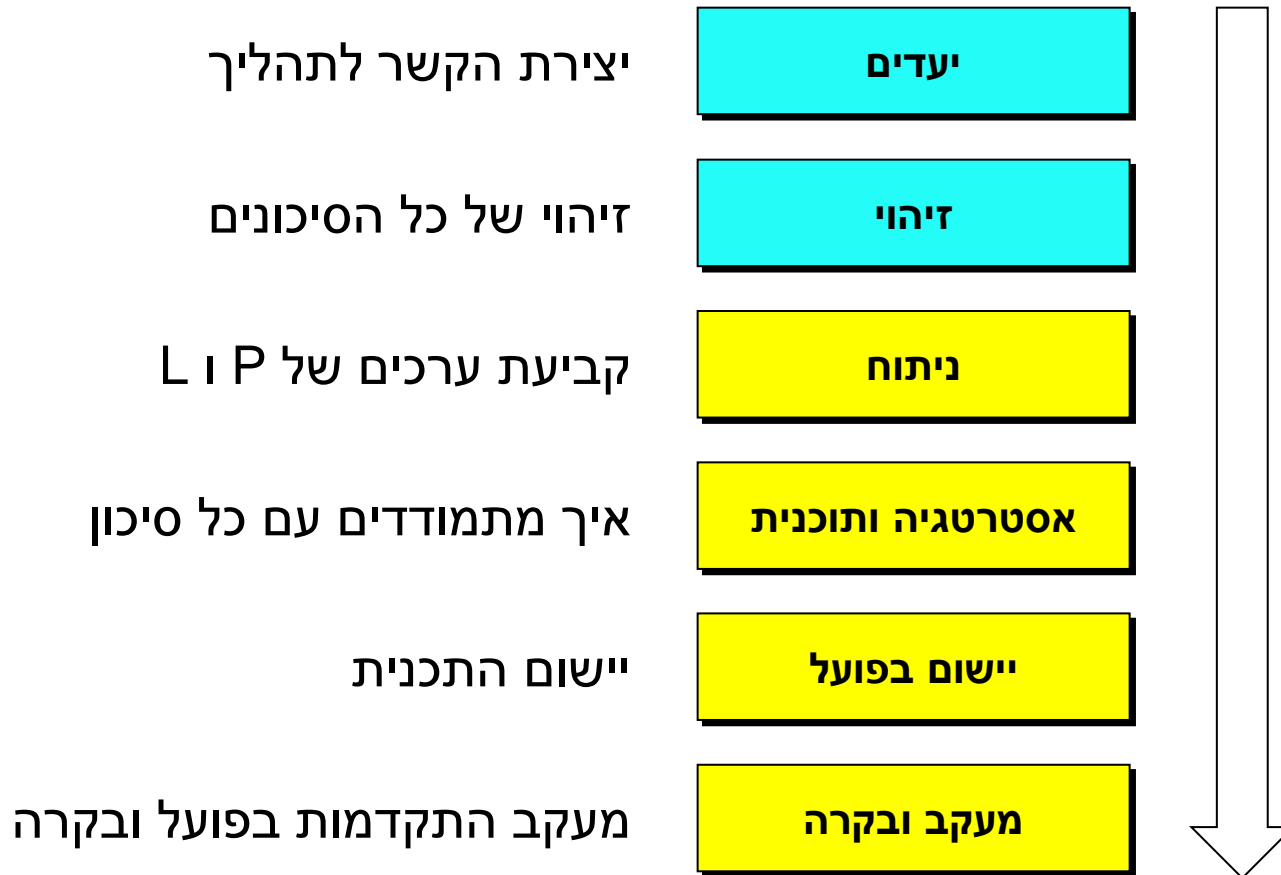 יעדים
יצירת הקשר לתהליך
זיהוי
זיהוי של כל הסיכונים
ניתוח
קביעת ערכים של P ו L
אסטרטגיה ותוכנית
איך מתמודדים עם כל סיכון
יישום בפועל
יישום התכנית
מעקב ובקרה
מעקב התקדמות בפועל ובקרה